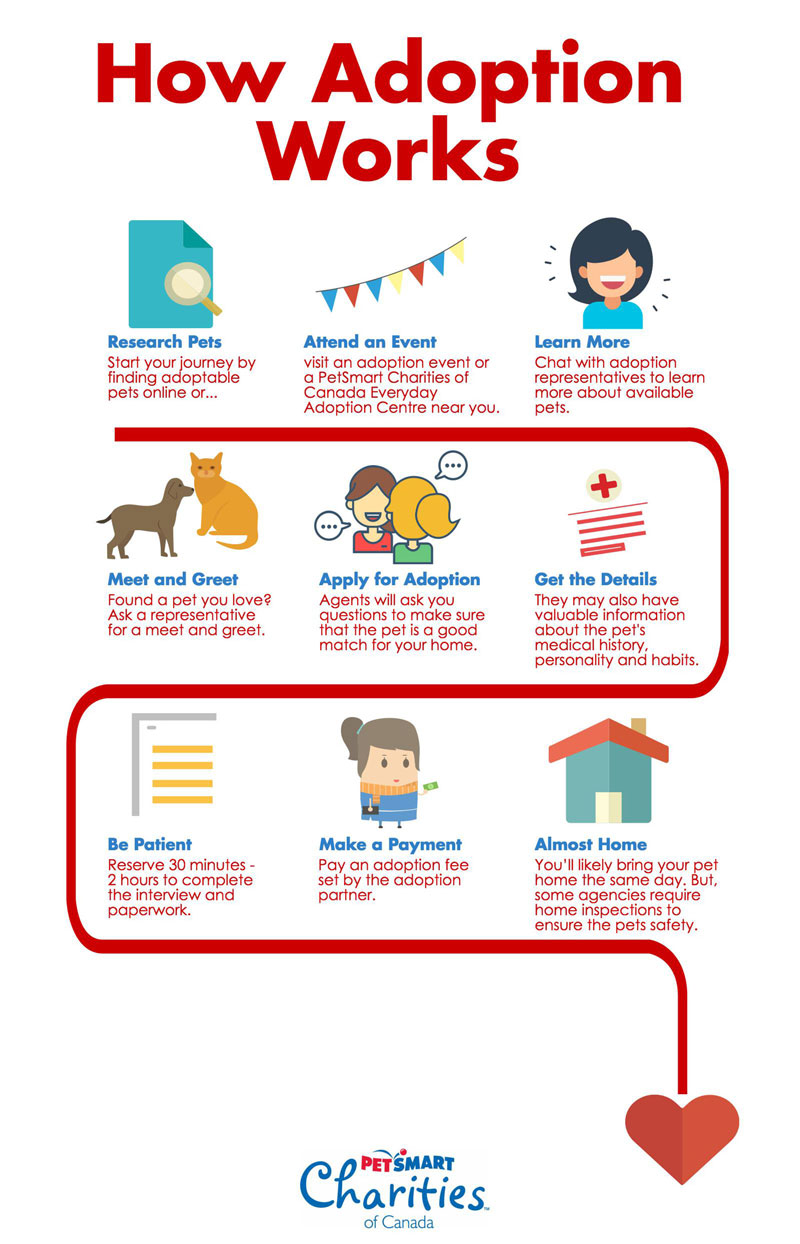 How Adoption
Works
Research Pets
Start your journey by
finding adoptable
pets online or...
Attend an Event
visit an adoption event or
a PetSmart Charities of
Canada Everyday
Adoption Centre near you.
Learn More
Chat with adoption
representatives to learn
more about available
pets.
Meet and Greet
Found a pet you love?
Ask a representative
for a meet and greet.
Apply for Adoption
Agents will ask you
questions to make sure
that the pet is a good
match for your home.
Get the Details
They may also have
valuable information
about the pet's
medical history,
personality and habits.
Be Patient
Reserve 30 minutes -
2 hours to complete
the interview and
paperwork.
Make a Payment
Pay an adoption fee
set by the adoption
partner.
Almost Home
You'll likely bring your pet
home the same day. But,
some agencies require
home inspections to
ensure the pets safety.
PETSMART
Charities™
of Canada